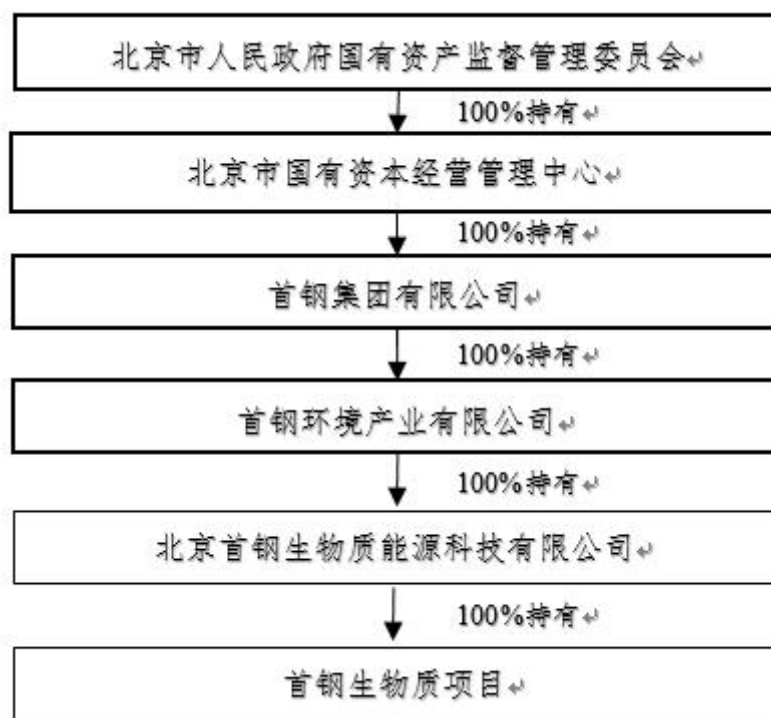 北京市人民政府国有资产监督管理委员会↵
100%持有↵
北京市国有资本经营管理中心↵
100%持有↵
首钢集团有限公司↵
100%持有↵
首钢环境产业有限公司↵
100%持有↵
北京首钢生物质能源科技有限公司↵
100%持有↵
首钢生物质项目↵